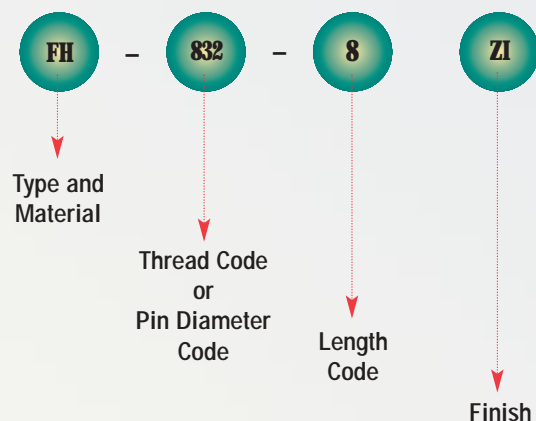 FH – 832 – 8 ZI
Type and
Material
Thread Code
or
Pin Diameter
Code
Length
Code
Finish